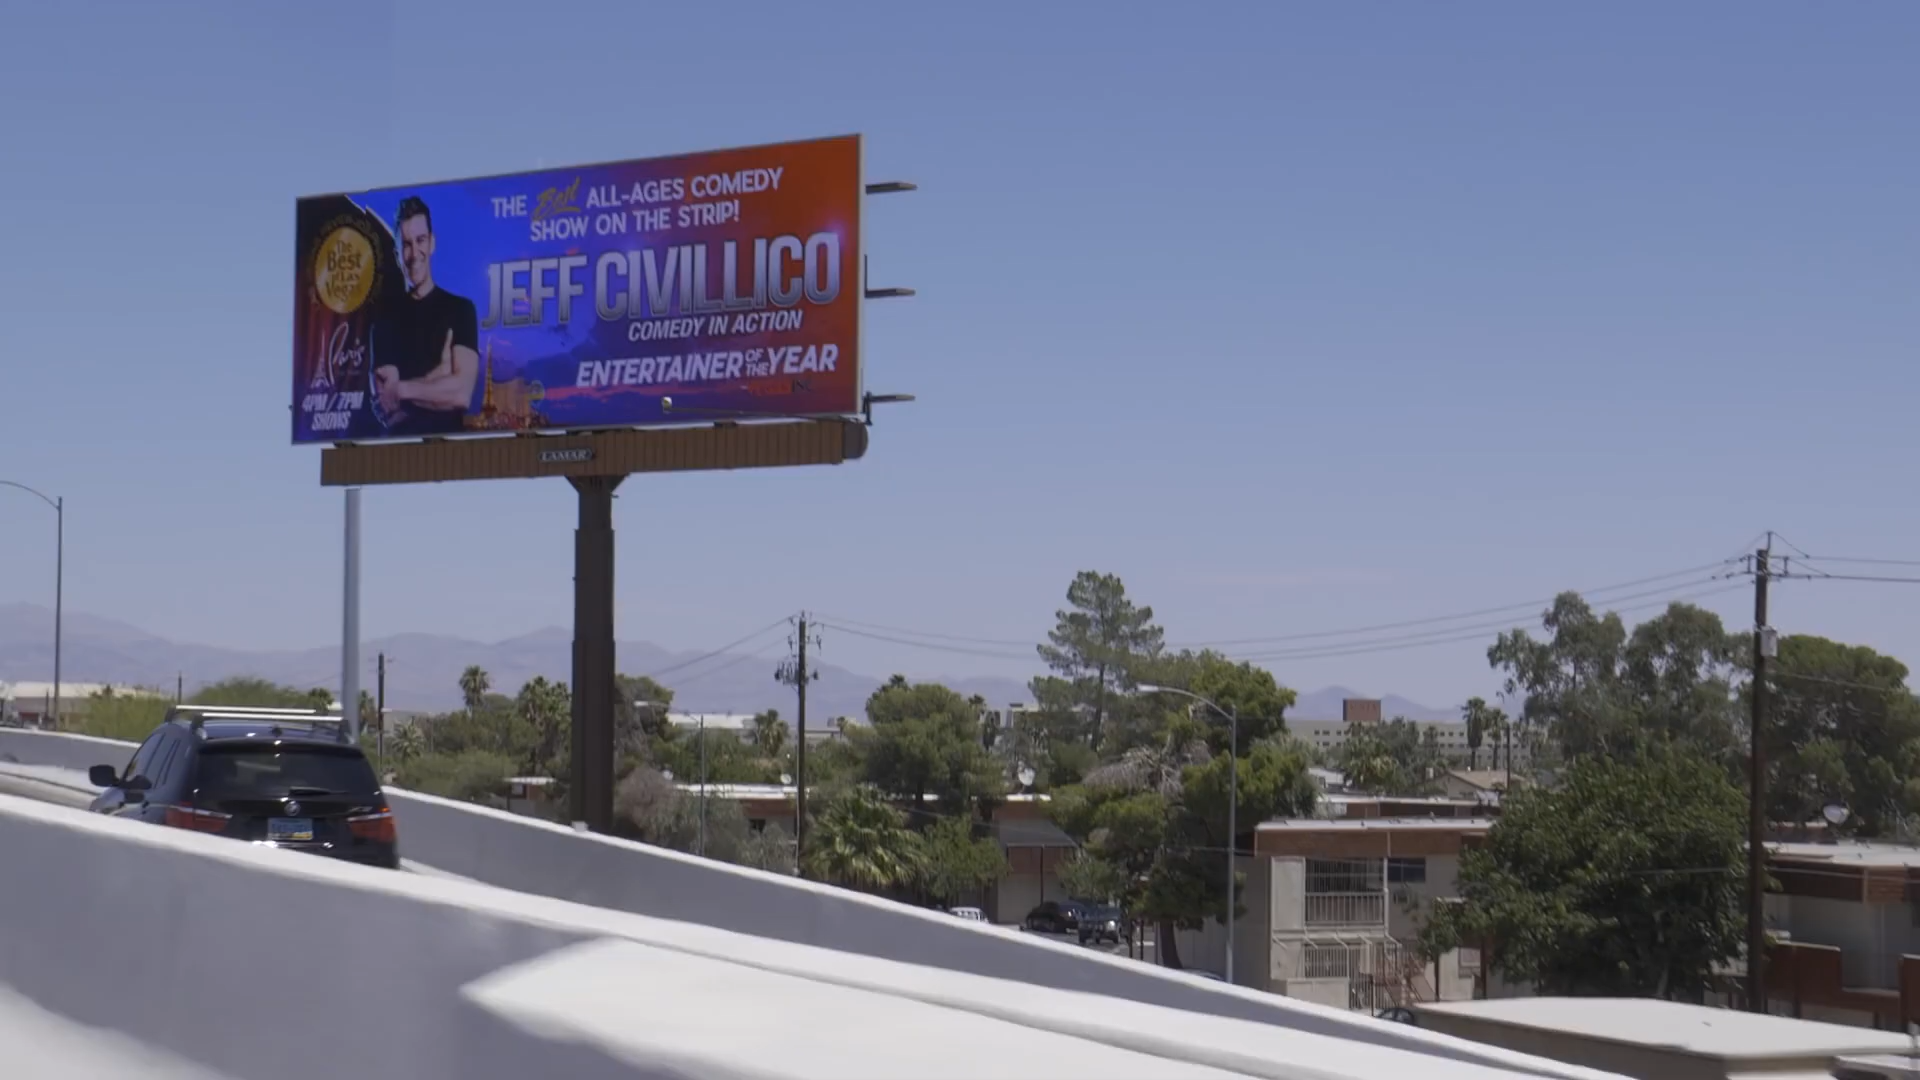 THE Best ALL-AGES COMEDY
SHOW ON THE STRIP!
JEFF CIVILLICO
COMEDY IN ACTION
ENTERTAINER OF THE YEAR
The
Best
of Las
Vegas
Paris
4PM / 7PM
SHOWS
LAMAR